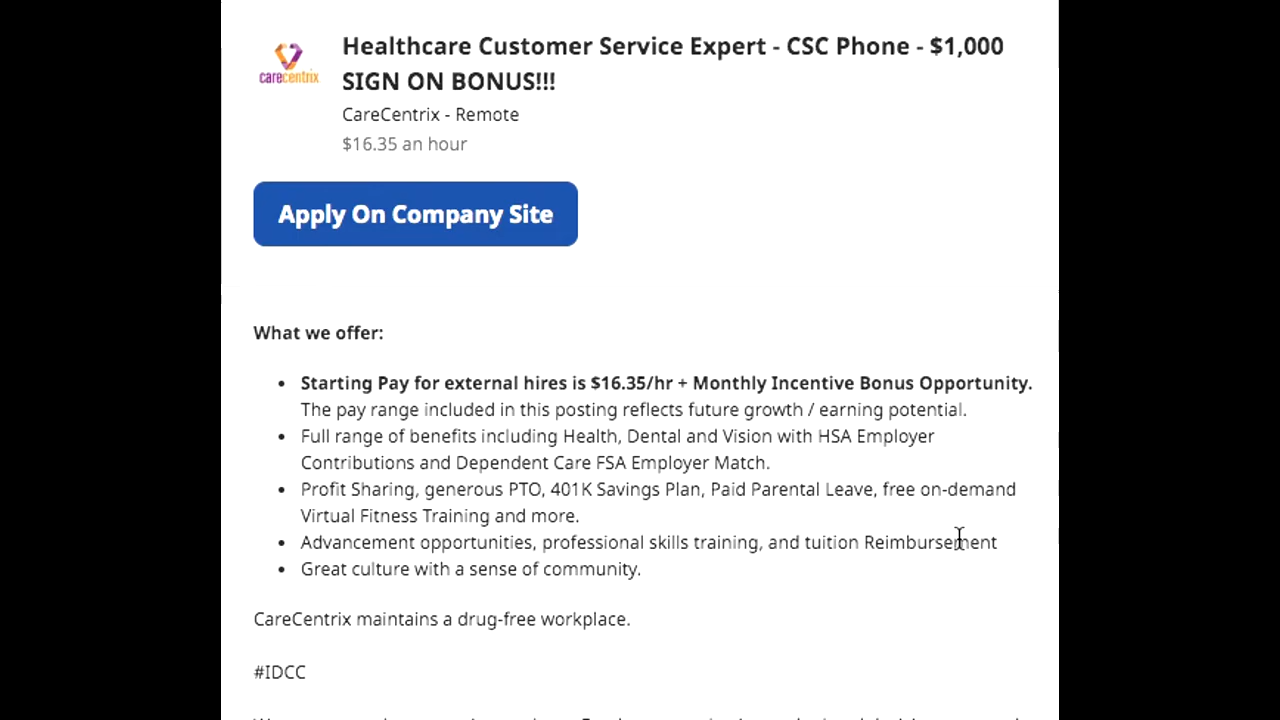 Healthcare Customer Service Expert - CSC Phone - $1,000
SIGN ON BONUS!!!
carecentrix
CareCentrix - Remote
$16.35 an hour
Apply On Company Site
What we offer:
• Starting Pay for external hires is $16.35/hr + Monthly Incentive Bonus Opportunity.
The pay range included in this posting reflects future growth / earning potential.
• Full range of benefits including Health, Dental and Vision with HSA Employer
Contributions and Dependent Care FSA Employer Match.
• Profit Sharing, generous PTO, 401K Savings Plan, Paid Parental Leave, free on-demand
Virtual Fitness Training and more.
• Advancement opportunities, professional skills training, and tuition Reimbursement
• Great culture with a sense of community.
CareCentrix maintains a drug-free workplace.
#IDCC